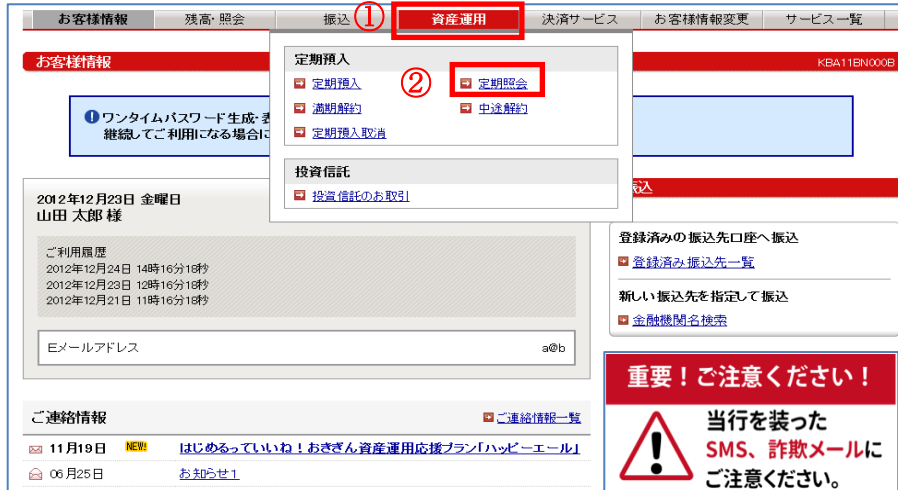 お客様情報
残高・照会
振込
①
資産運用
決済サービス
お客様情報変更
サービス一覧
お客様情報
KBA11BN000B
定期預入
定期預入
②
定期照会
満期解約
中途解約
定期預入取消
投資信託
投資信託のお取引
ワンタイムパスワード生成・表
継続してご利用になる場合に
2012年12月23日 金曜日
山田 太郎 様
ご利用履歴
2012年12月24日 14時16分18秒
2012年12月23日 12時16分18秒
2012年12月21日 11時16分18秒
Eメールアドレス
a@b
振込
登録済みの振込先口座へ振込
登録済み振込先一覧
新しい振込先を指定して振込
金融機関名検索
ご連絡情報
ご連絡情報一覧
11月19日
NEW!
はじめるっていいね！おきぎん資産運用応援プラン「ハッピーエール」
06月25日
お知らせ1
重要！ご注意ください！
当行を装った
SMS、詐欺メールに
ご注意ください。